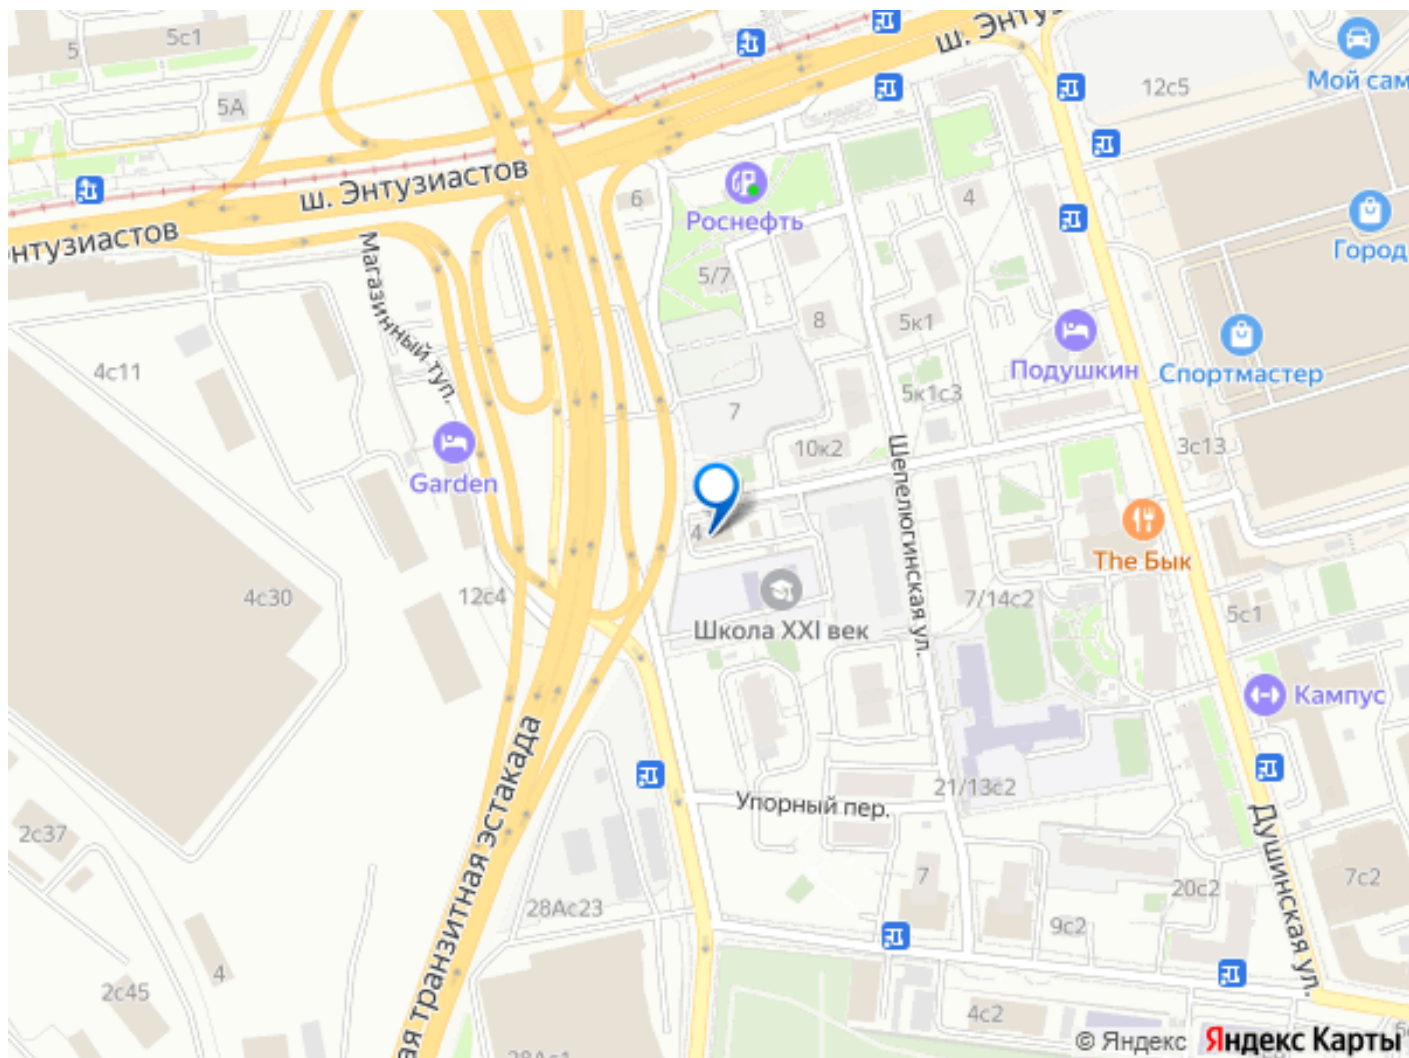 5
5с1
5А
ш. Энтузиастов
12с5
Мой сам
ш. Энтузиастов
6
Роснефть
4
Город
нтузиастов
Магазинный туп.
5/7
8
5к1
Подушкин
Спортмастер
4с11
5к1с3
7
10к2
3с13
Garden
Шепелюгинская ул.
4
The Бык
4с30
12с4
7/14с2
5с1
Школа XXI век
Кампус
21/13с2
Упорный пер.
2с37
ая транзитная эстакада
Душинская ул.
7
20с2
7с2
28Ас23
9с2
4
2с45
4с2
28Ас1
© Яндекс Яндекс Карты